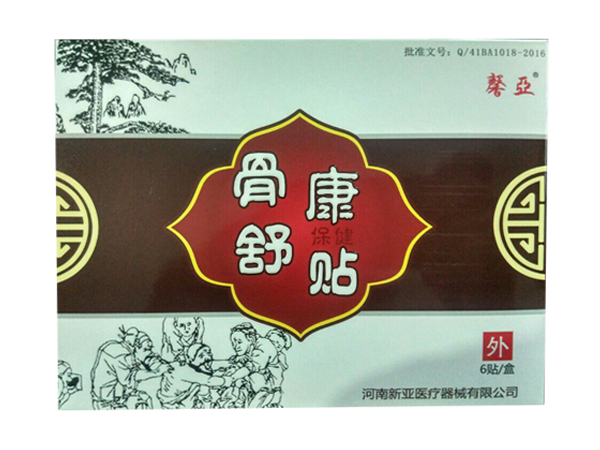 批准文号：Q/41BA1018-2016
馨亞®
骨舒
康贴
保健
外
6贴/盒
河南新亚医疗器械有限公司